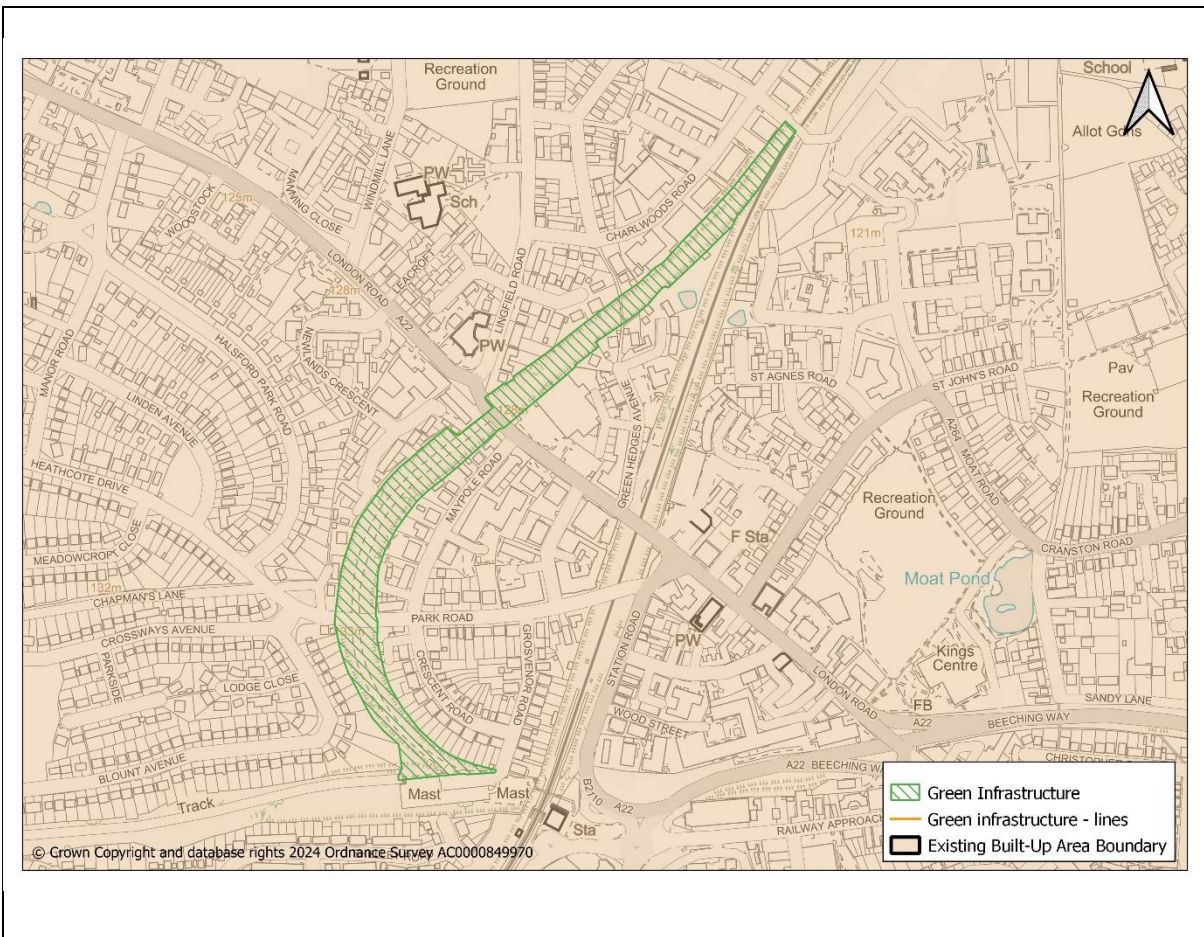 Recreation
Ground
School
Allot Gdns
WINDMILL LANE
PW
Sch
MANNING CLOSE
WOODSTOCK
125m
CHARLWOODS ROAD
121m
LEACROFT
LINGFIELD ROAD
LONDON ROAD
128m
A22
PW
NEWLANDS CRESCENT
HALSFORD PARK ROAD
MANOR ROAD
LINDEN AVENUE
128m
GREEN HEDGES AVENUE
ST AGNES ROAD
ST JOHN'S ROAD
Pav
Recreation
Ground
A264
MOAT ROAD
HEATHCOTE DRIVE
MAYPOLE ROAD
Recreation
Ground
F Sta
CRANSTON ROAD
MEADOWCROFT CLOSE
132m
CHAPMAN'S LANE
Moat Pond
CROSSWAYS AVENUE
133m
PARK ROAD
PW
PARKSIDE
LODGE CLOSE
CRESCENT ROAD
GROSVENOR ROAD
STATION ROAD
Kings
Centre
LONDON ROAD
FB
SANDY LANE
A22
BEECHING WAY
WOOD STREET
BLOUNT AVENUE
A22 BEECHING WA
CHRISTOPHER
Track
Mast
Mast
B2110
A22
Sta
RAILWAY APPROACH
Green Infrastructure
Green infrastructure - lines
Existing Built-Up Area Boundary
© Crown Copyright and database rights 2024 Ordnance Survey AC0000849970